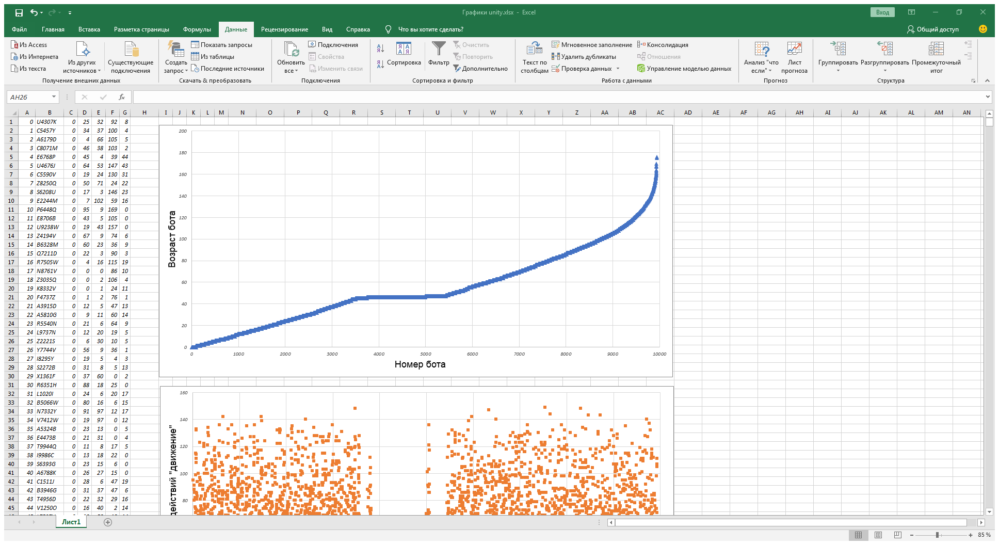 Графики unity.xlsx - Excel
Вход
Файл Главная Вставка Разметка страницы Формулы Данные Рецензирование Вид Справка Что вы хотите сделать? Общий доступ
Из Access
Из Интернета
Из текста
Из других источников
Существующие подключения
Получение внешних данных
Создать запрос
Показать запросы
Из таблицы
Последние источники
Скачать & преобразовать
Обновить все
Подключения
Свойства
Изменить связи
Подключения
Сортировка
Фильтр
Очистить
Повторить
Дополнительно
Сортировка и фильтр
Текст по столбцам
Мгновенное заполнение
Удалить дубликаты
Проверка данных
Консолидация
Отношения
Управление моделью данных
Работа с данными
Анализ "что если"
Лист прогноза
Прогноз
Группировать
Разгруппировать
Промежуточный итог
Структура
AH26
fx
A B C D E F G H I J K L M N O P Q R S T U V W X Y Z AA AB AC AD AE AF AG AH AI AJ AK AL AM AN
1 0 U4307K 0 25 32 92 8
2 1 C5457Y 0 34 37 100 4
3 2 A6179D 0 4 66 105 5
4 3 C8071M 0 46 38 103 2
5 4 E6768P 0 45 4 39 44
6 5 U4676J 0 64 53 147 43
7 6 C5590V 0 19 24 130 31
8 7 Z8250Q 0 50 71 24 22
9 8 S6208U 0 17 3 146 23
10 9 E2244M 0 7 102 59 16
11 10 P6448Q 0 95 9 169 0
12 11 E8706B 0 43 5 105 0
13 12 U9238W 0 19 43 157 0
14 13 Z4194V 0 67 9 74 6
15 14 B6328M 0 60 23 36 9
16 15 Q7211D 0 22 3 90 3
17 16 R7505W 0 4 16 115 19
18 17 N8761V 0 0 0 86 10
19 18 Z3035Q 0 0 2 106 4
20 19 K8332V 0 0 1 24 11
21 20 F4737Z 0 1 2 76 1
22 21 A3915D 0 12 5 47 13
23 22 A5810G 0 9 11 60 14
24 23 R5540N 0 21 6 64 9
25 24 L9737N 0 12 20 19 5
26 25 Z2221S 0 6 30 10 5
27 26 Y7744V 0 56 9 36 1
28 27 I8295Y 0 19 5 4 3
29 28 S2272B 0 31 8 5 13
30 29 X1361F 0 37 60 0 2
31 30 R6351H 0 88 18 25 0
32 31 L1020I 0 24 6 20 17
33 32 B5066W 0 80 16 6 15
34 33 N7332Y 0 91 97 12 17
35 34 V7412W 0 19 97 0 12
36 35 A5324B 0 23 13 0 5
37 36 E4473B 0 21 31 0 4
38 37 T9944Q 0 11 8 17 5
39 38 I9986C 0 13 18 22 0
40 39 S6393G 0 23 15 6 0
41 40 A6788K 0 26 27 15 0
42 41 C1511J 0 28 6 47 19
43 42 B3946G 0 31 37 47 6
44 43 T4956D 0 22 32 29 16
45 44 V1250O 0 16 40 2 14
200
180
160
140
120
100
80
60
40
20
0
0 1000 2000 3000 4000 5000 6000 7000 8000 9000 10000
Возраст бота
Номер бота
160
140
120
100
80
действий "движение"
Лист1
85 %